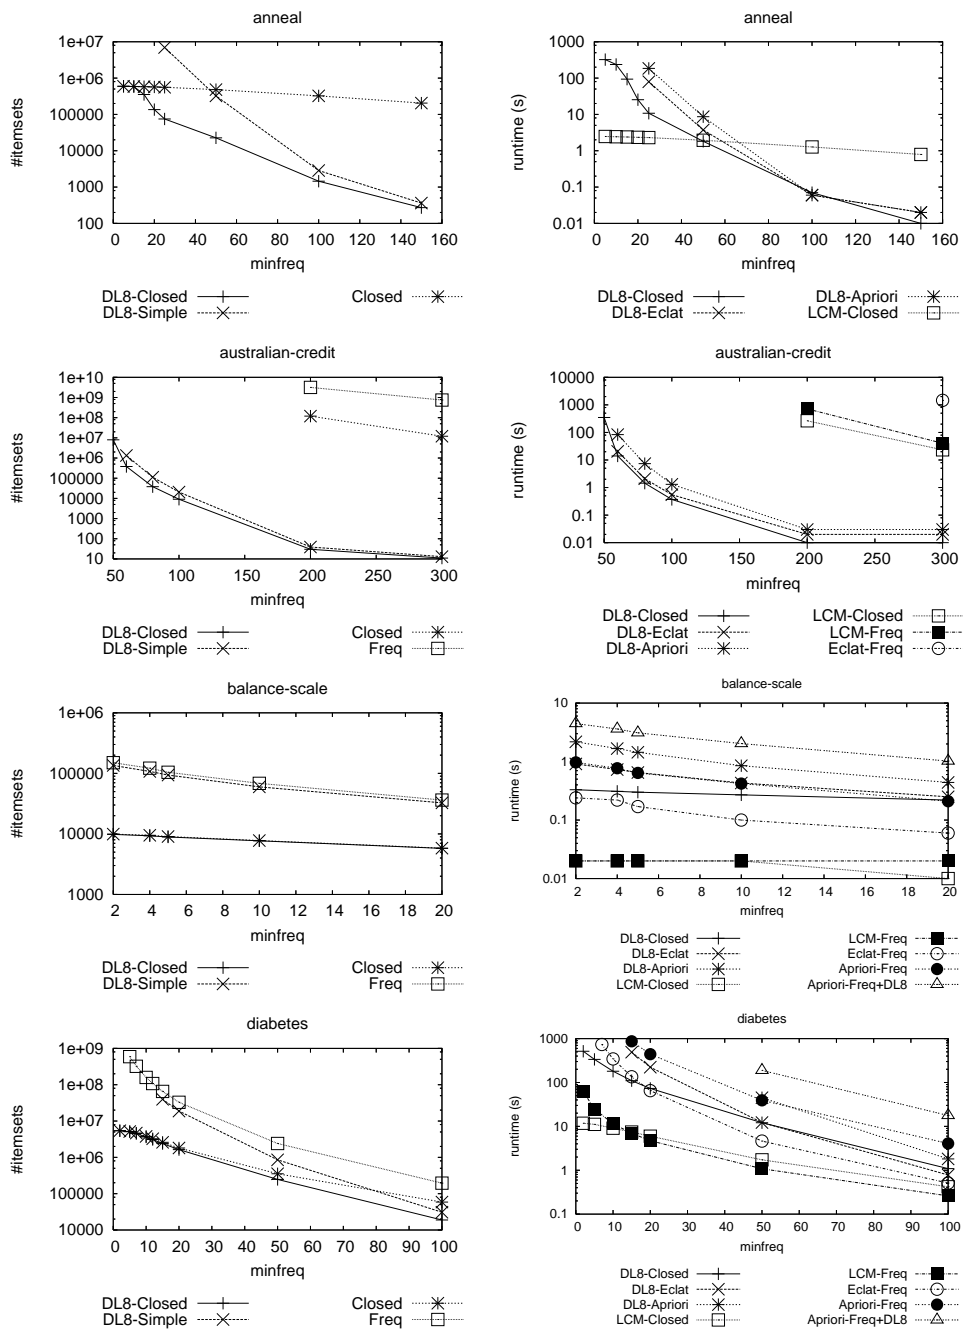 anneal
1e+07
1e+06
100000
10000
1000
100
#itemsets
0 20 40 60 80 100 120 140 160
minfreq
DL8-Closed Closed
DL8-Simple
anneal
1000
100
10
1
0.1
0.01
runtime (s)
0 20 40 60 80 100 120 140 160
minfreq
DL8-Closed DL8-Apriori
DL8-Eclat LCM-Closed
australian-credit
1e+10
1e+09
1e+08
1e+07
1e+06
100000
10000
1000
100
10
#itemsets
50 100 150 200 250 300
minfreq
DL8-Closed Closed
DL8-Simple Freq
australian-credit
10000
1000
100
10
1
0.1
0.01
runtime (s)
50 100 150 200 250 300
minfreq
DL8-Closed LCM-Closed
DL8-Eclat LCM-Freq
DL8-Apriori Eclat-Freq
balance-scale
1e+06
100000
10000
1000
#itemsets
2 4 6 8 10 12 14 16 18 20
minfreq
DL8-Closed Closed
DL8-Simple Freq
balance-scale
10
1
0.1
0.01
runtime (s)
2 4 6 8 10 12 14 16 18 20
minfreq
DL8-Closed LCM-Freq
DL8-Eclat Eclat-Freq
DL8-Apriori Apriori-Freq
LCM-Closed Apriori-Freq+DL8
diabetes
1e+09
1e+08
1e+07
1e+06
100000
10000
#itemsets
0 10 20 30 40 50 60 70 80 90 100
minfreq
DL8-Closed Closed
DL8-Simple Freq
diabetes
1000
100
10
1
0.1
runtime (s)
0 10 20 30 40 50 60 70 80 90 100
minfreq
DL8-Closed LCM-Freq
DL8-Eclat Eclat-Freq
DL8-Apriori Apriori-Freq
LCM-Closed Apriori-Freq+DL8